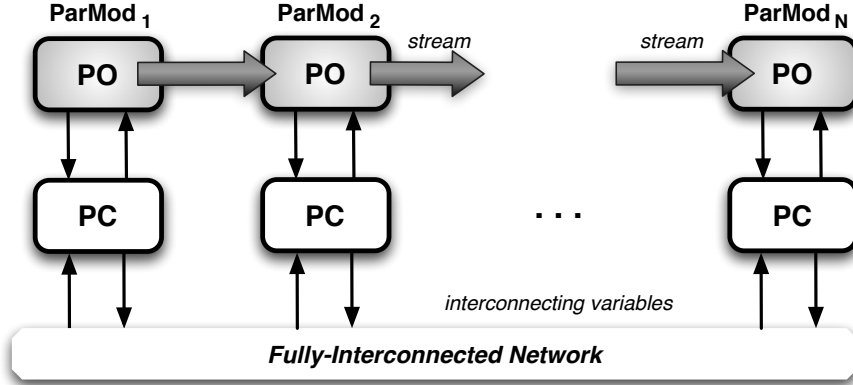 ParMod 1 ParMod 2 ParMod N
stream stream
PO PO PO
PC PC . . . PC
interconnecting variables
Fully-Interconnected Network